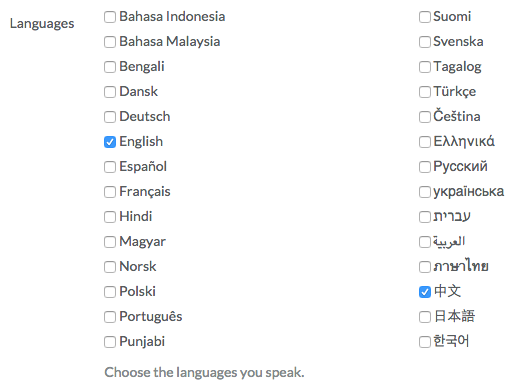 Languages
Bahasa Indonesia
Bahasa Malaysia
Bengali
Dansk
Deutsch
English
Español
Français
Hindi
Magyar
Norsk
Polski
Português
Punjabi
Suomi
Svenska
Tagalog
Türkçe
Čeština
Ελληνικά
Русский
українська
עברית
العربية
ภาษาไทย
中文
日本語
한국어
Choose the languages you speak.